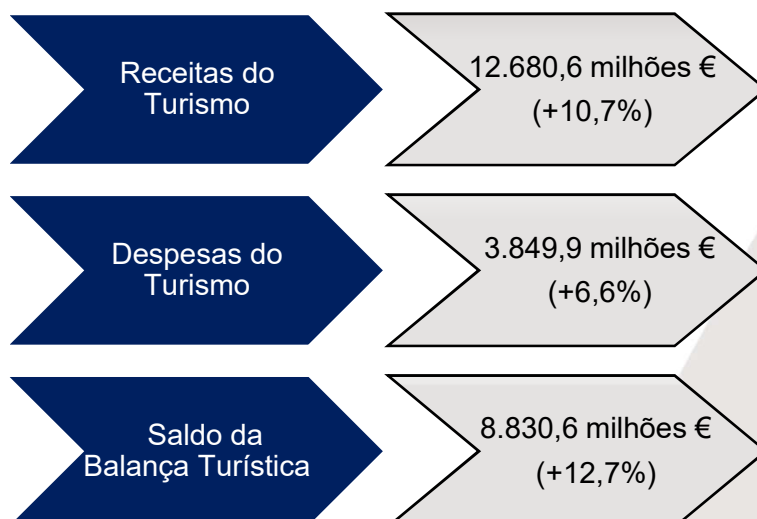 Receitas do
Turismo
12.680,6 milhões €
(+10,7%)
Despesas do
Turismo
3.849,9 milhões €
(+6,6%)
Saldo da
Balança Turística
8.830,6 milhões €
(+12,7%)